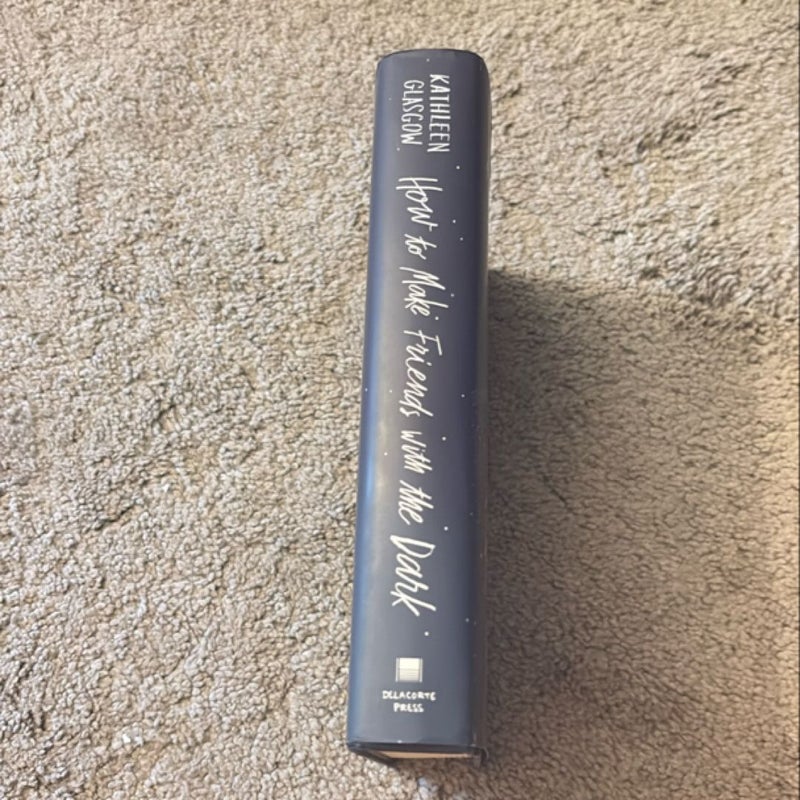 KATHLEEN
GLASGOW
How to Make Friends with the Dark
DELACORTE
PRESS